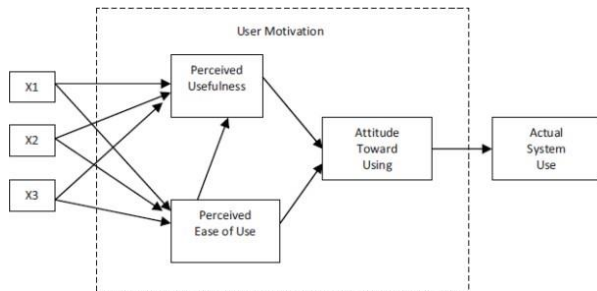 User Motivation
X1
X2
X3
Perceived
Usefulness
Perceived
Ease of Use
Attitude
Toward
Using
Actual
System
Use